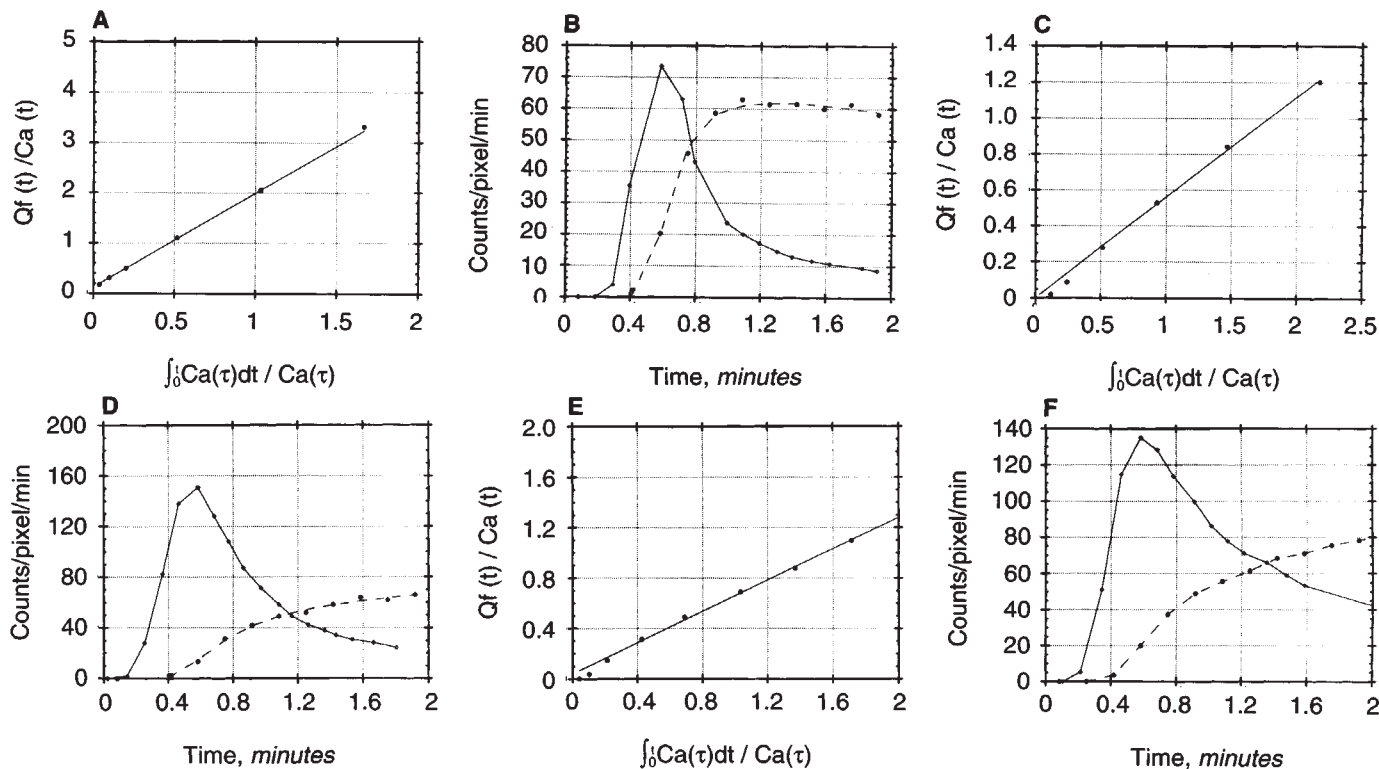 A
Qf (t) /Ca (t)
5
4
3
2
1
0
0 0.5 1 1.5 2
∫₀ᵗCa(τ)dt / Ca(τ)
B
Counts/pixel/min
80
70
60
50
40
30
20
10
0
0 0.4 0.8 1.2 1.6 2
Time, minutes
C
Qf (t) / Ca (t)
1.4
1.2
1.0
0.8
0.6
0.4
0.2
0
0 0.5 1 1.5 2 2.5
∫₀ᵗCa(τ)dt / Ca(τ)
D
Counts/pixel/min
200
160
120
80
40
0
0 0.4 0.8 1.2 1.6 2
Time, minutes
E
Qf (t) / Ca (t)
2.0
1.6
1.2
0.8
0.4
0
0 0.4 0.8 1.2 1.6 2
∫₀ᵗCa(τ)dt / Ca(τ)
F
Counts/pixel/min
140
120
100
80
60
40
20
0
0 0.4 0.8 1.2 1.6 2
Time, minutes